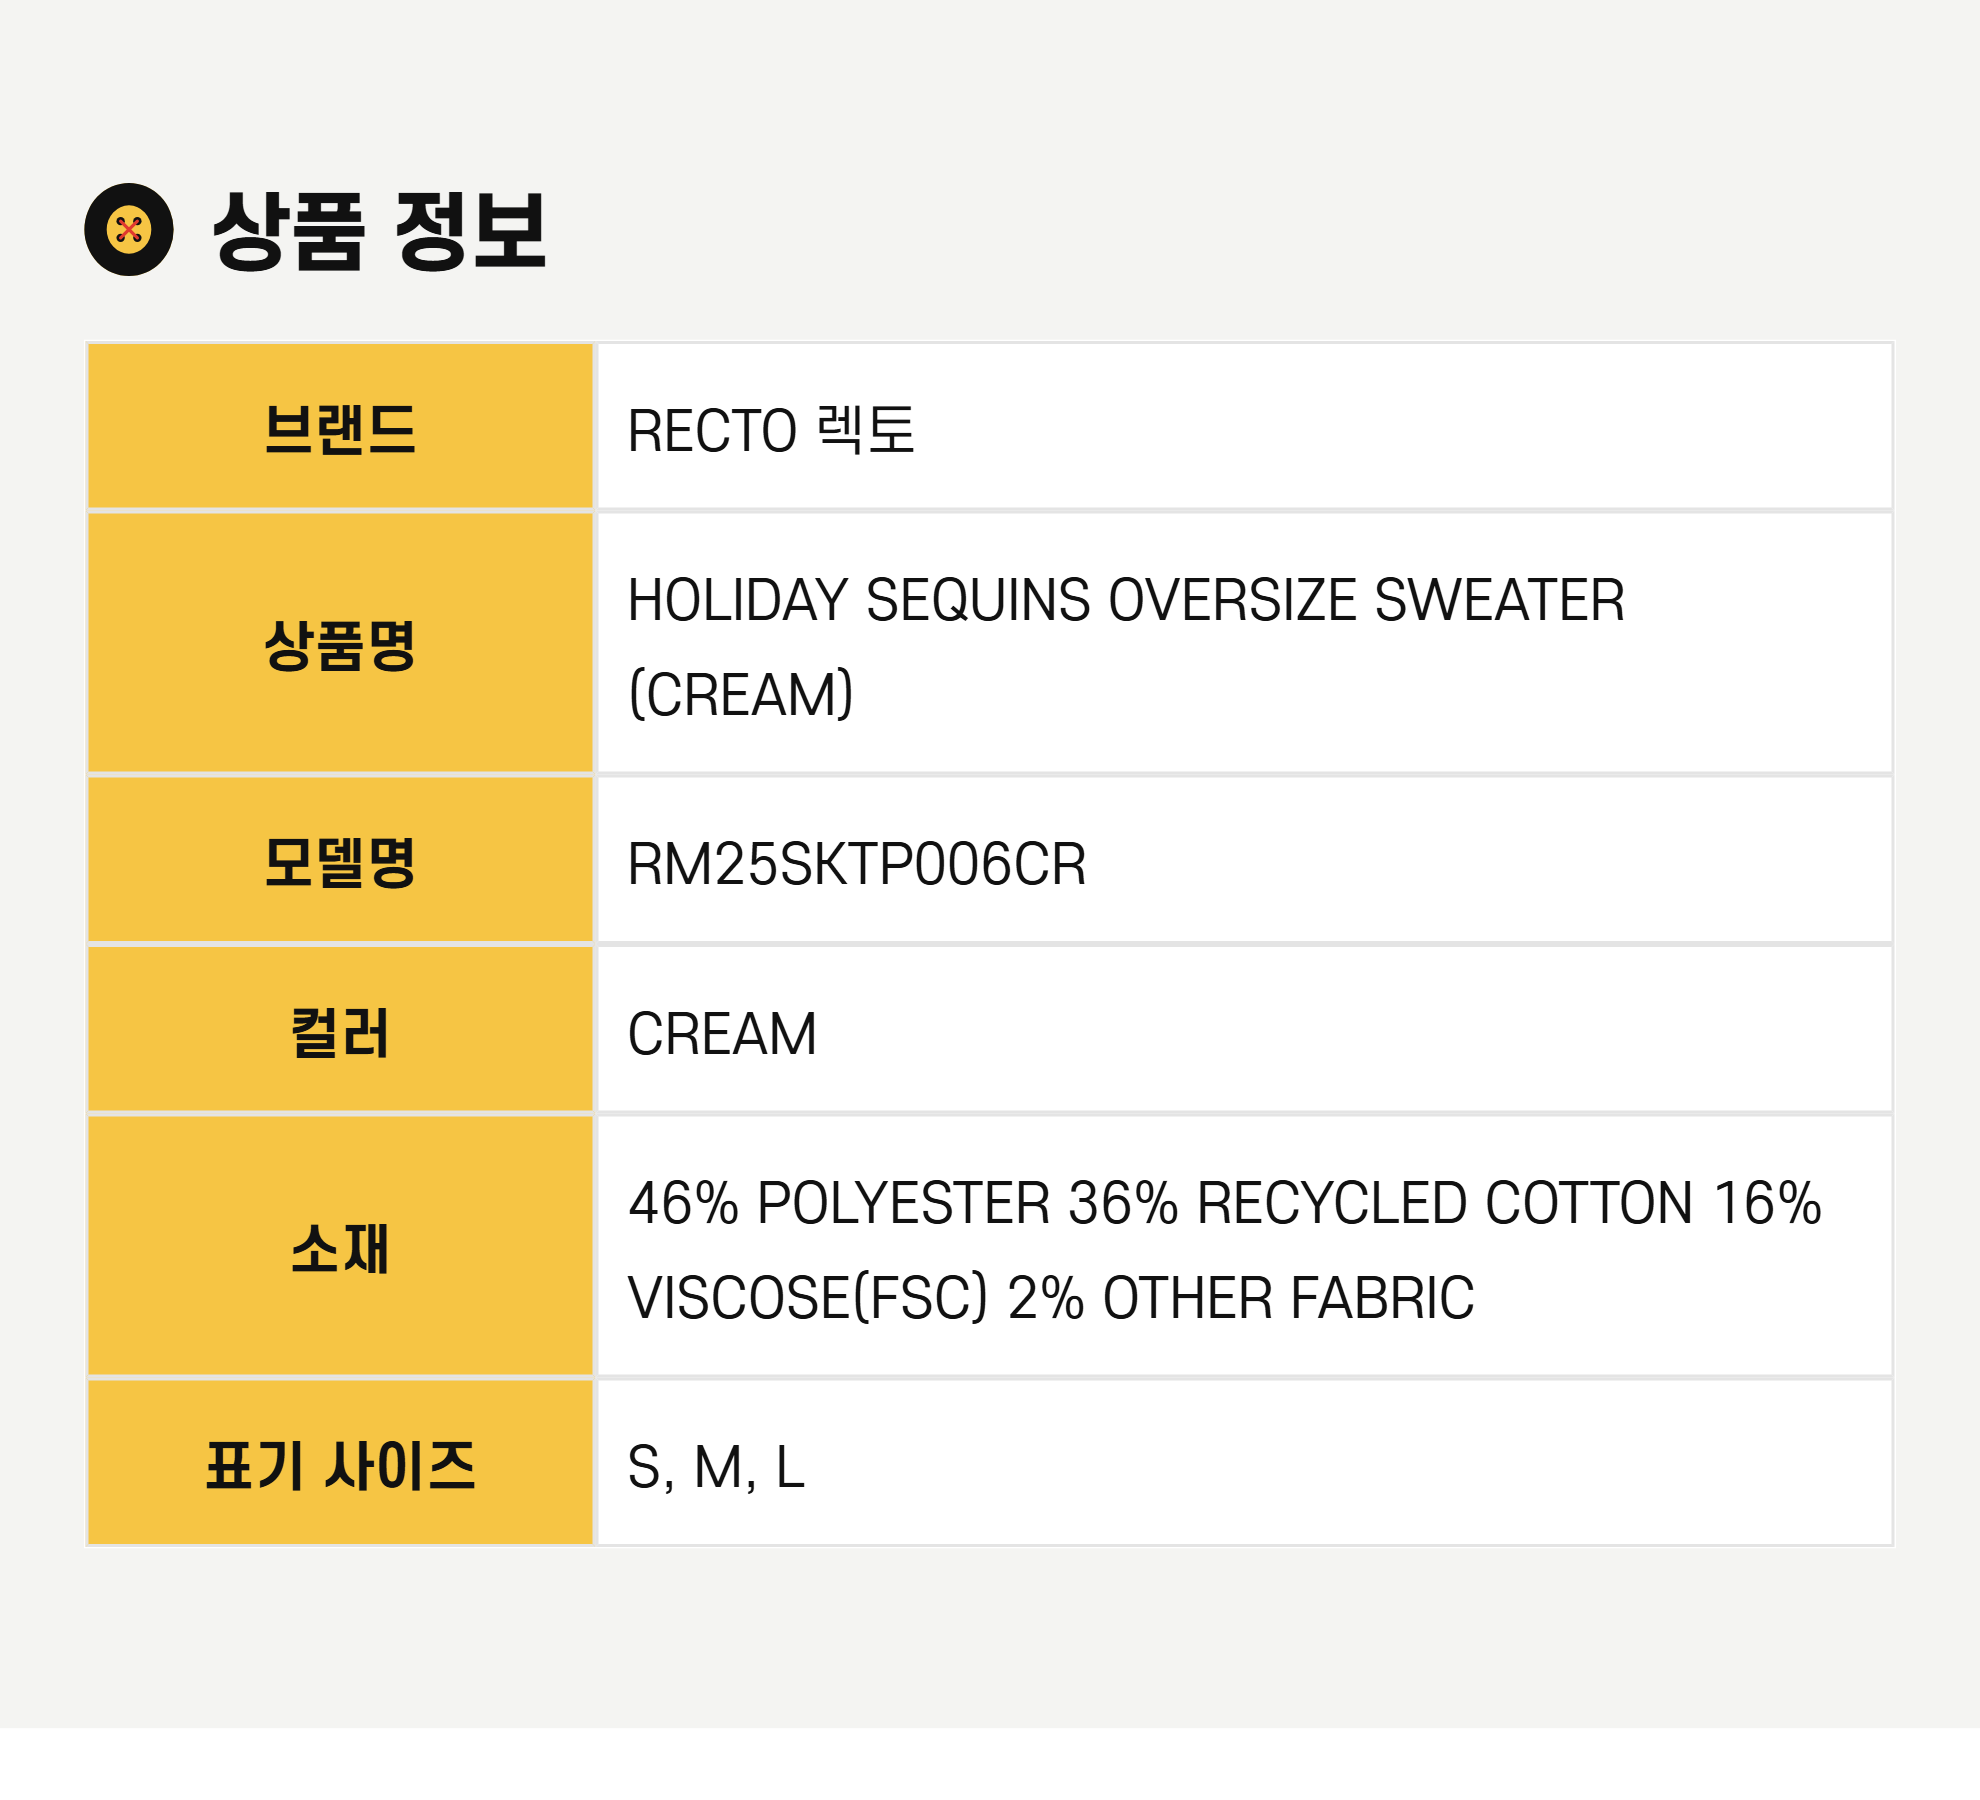 상품 정보
브랜드
RECTO 렉토
상품명
HOLIDAY SEQUINS OVERSIZE SWEATER
(CREAM)
모델명
RM25SKTP006CR
컬러
CREAM
소재
46% POLYESTER 36% RECYCLED COTTON 16%
VISCOSE(FSC) 2% OTHER FABRIC
표기 사이즈
S, M, L